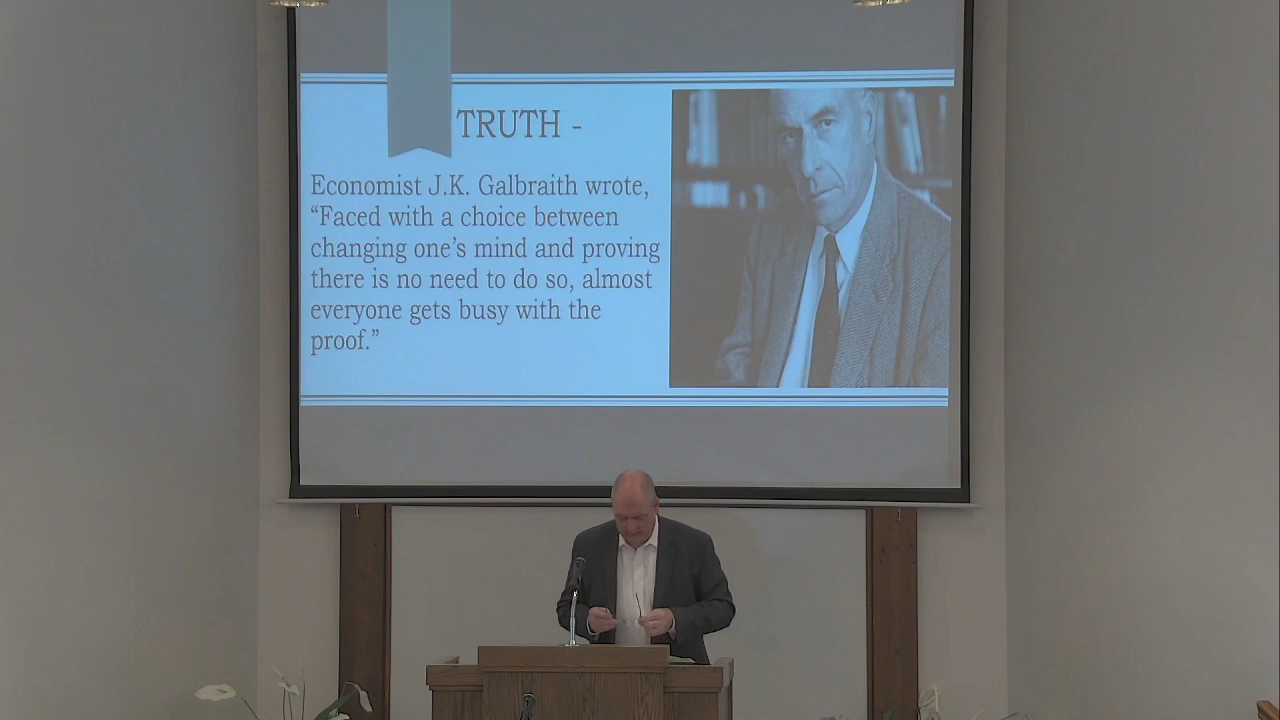 TRUTH -
Economist J.K. Galbraith wrote,
“Faced with a choice between
changing one’s mind and proving
there is no need to do so, almost
everyone gets busy with the
proof.”